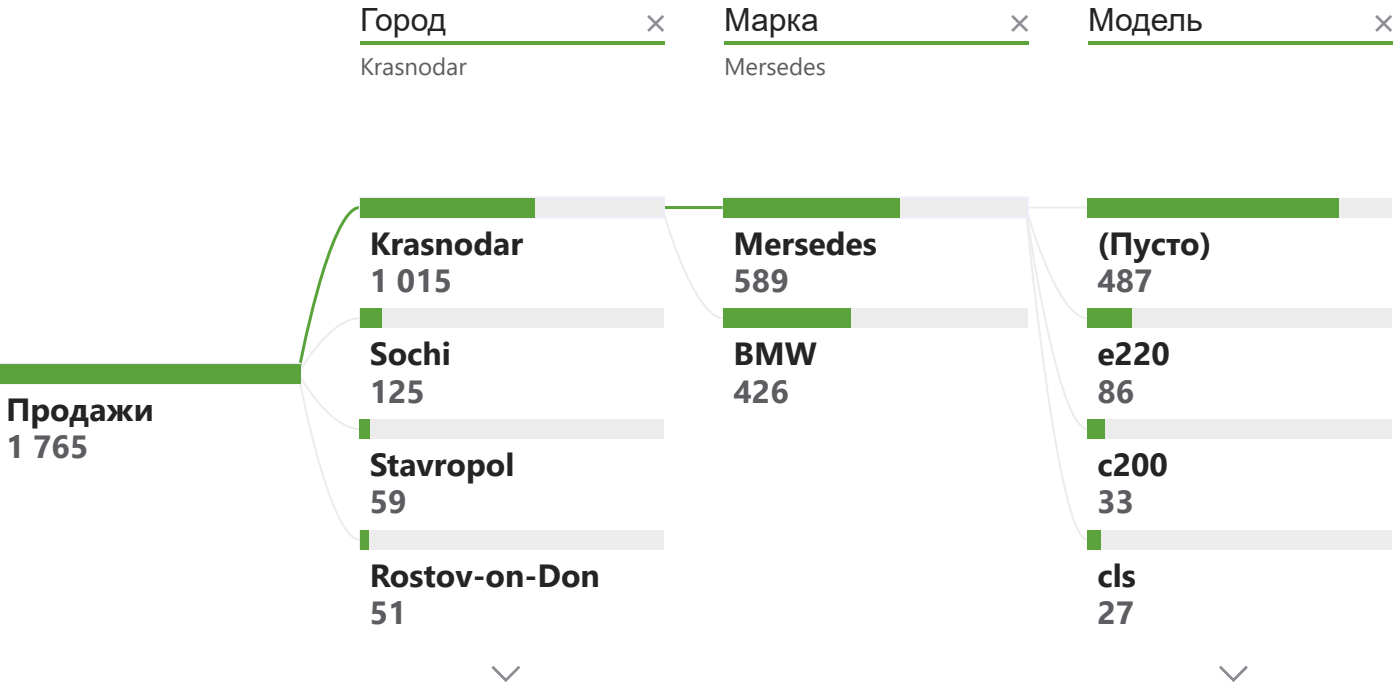 Город
Krasnodar
Марка
Mersedes
Модель
Продажи
1 765
Krasnodar
1 015
Sochi
125
Stavropol
59
Rostov-on-Don
51
Mersedes
589
BMW
426
(Пусто)
487
e220
86
c200
33
cls
27